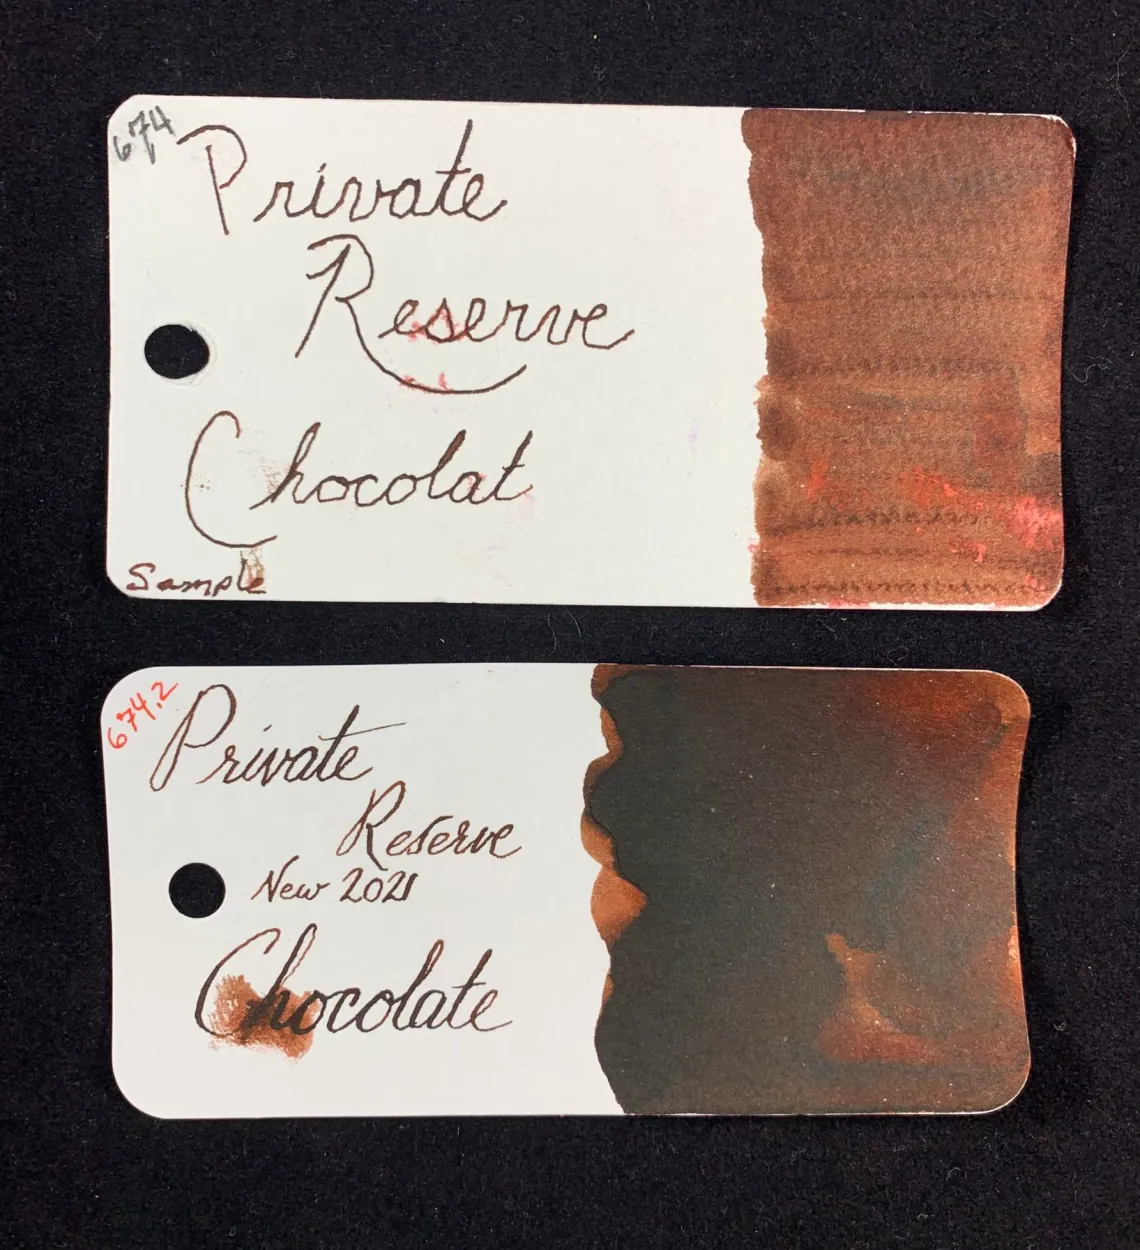 674
Private
Reserve
Chocolat
Sample
674.2
Private
Reserve
New 2021
Chocolate